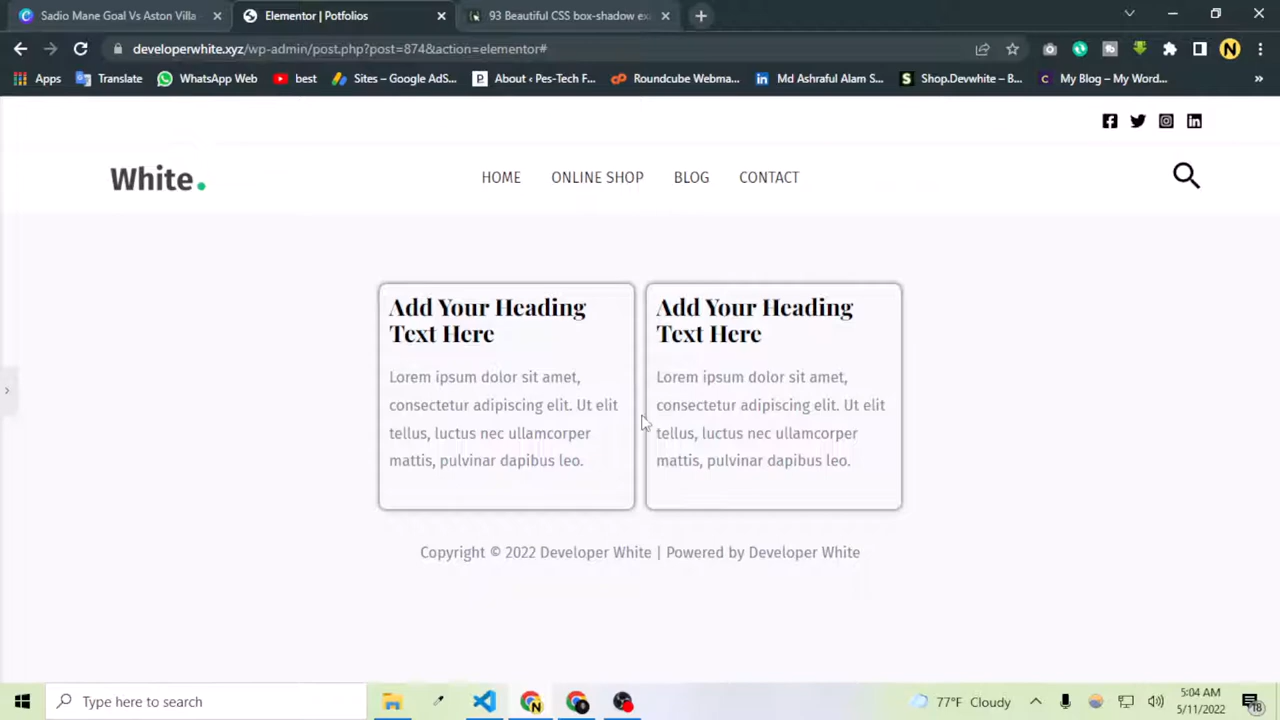 Sadio Mane Goal Vs Aston Villa
Elementor | Potfolios
93 Beautiful CSS box-shadow ex
developerwhite.xyz/wp-admin/post.php?post=874&action=elementor#
N
Apps
Translate
WhatsApp Web
best
Sites – Google AdS...
About ‹ Pes-Tech F...
Roundcube Webma...
Md Ashraful Alam S...
Shop.Devwhite – B...
My Blog – My Wor...
»
White.
HOME
ONLINE SHOP
BLOG
CONTACT
Add Your Heading
Text Here
Lorem ipsum dolor sit amet,
consectetur adipiscing elit. Ut elit
tellus, luctus nec ullamcorper
mattis, pulvinar dapibus leo.
Add Your Heading
Text Here
Lorem ipsum dolor sit amet,
consectetur adipiscing elit. Ut elit
tellus, luctus nec ullamcorper
mattis, pulvinar dapibus leo.
Copyright © 2022 Developer White | Powered by Developer White
Type here to search
77°F Cloudy
5:04 AM
5/11/2022
18